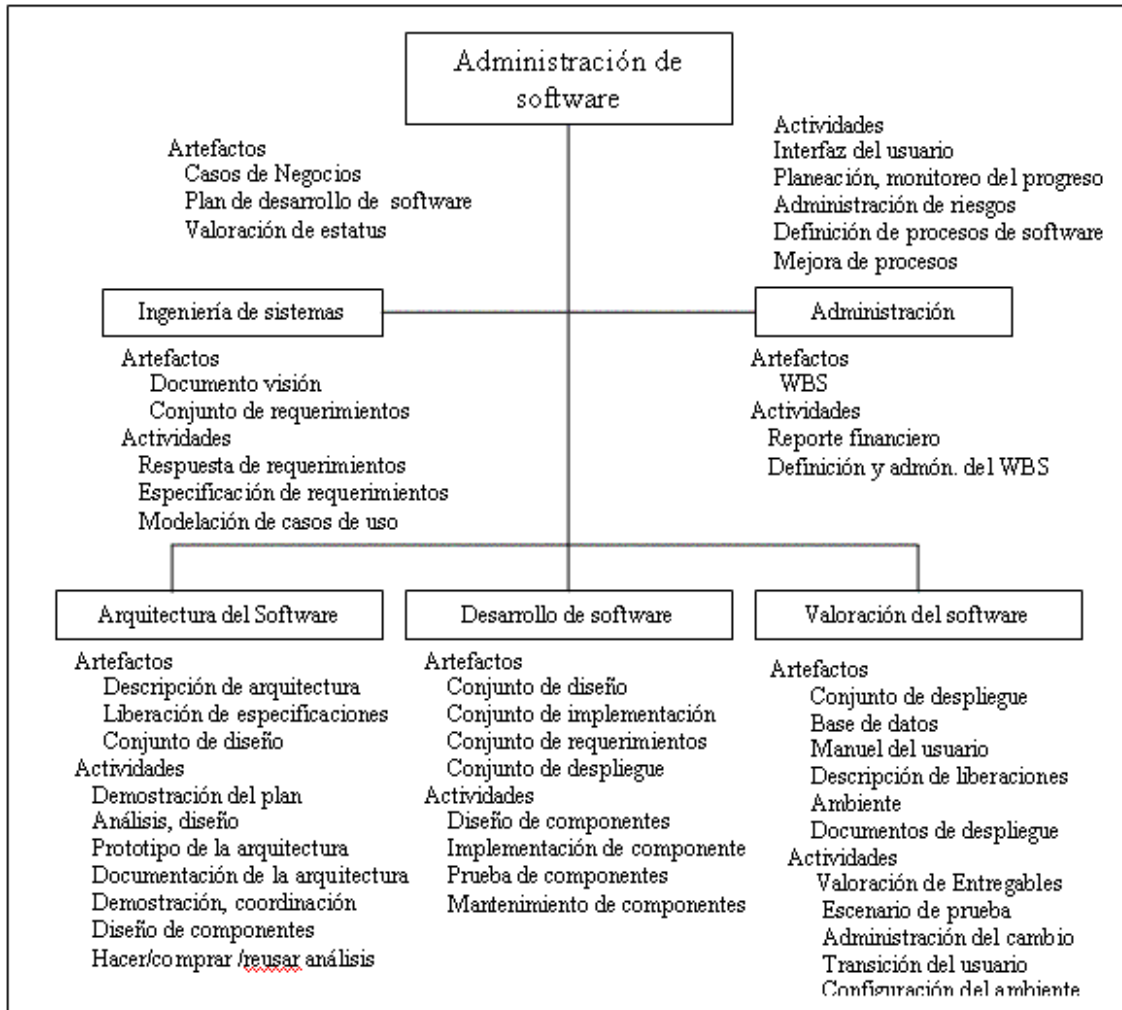 Administración de
software
Artefactos
Casos de Negocios
Plan de desarrollo de software
Valoración de estatus
Actividades
Interfaz del usuario
Planeación, monitoreo del progreso
Administración de riesgos
Definición de procesos de software
Mejora de procesos
Ingeniería de sistemas
Artefactos
Documento visión
Conjunto de requerimientos
Actividades
Respuesta de requerimientos
Especificación de requerimientos
Modelación de casos de uso
Administración
Artefactos
WBS
Actividades
Reporte financiero
Definición y admón. del WBS
Arquitectura del Software
Artefactos
Descripción de arquitectura
Liberación de especificaciones
Conjunto de diseño
Actividades
Demostración del plan
Análisis, diseño
Prototipo de la arquitectura
Documentación de la arquitectura
Demostración, coordinación
Diseño de componentes
Hacer/comprar /reusar análisis
Desarrollo de software
Artefactos
Conjunto de diseño
Conjunto de implementación
Conjunto de requerimientos
Conjunto de despliegue
Actividades
Diseño de componentes
Implementación de componente
Prueba de componentes
Mantenimiento de componentes
Valoración del software
Artefactos
Conjunto de despliegue
Base de datos
Manuel del usuario
Descripción de liberaciones
Ambiente
Documentos de despliegue
Actividades
Valoración de Entregables
Escenario de prueba
Administración del cambio
Transición del usuario
Configuración del ambiente